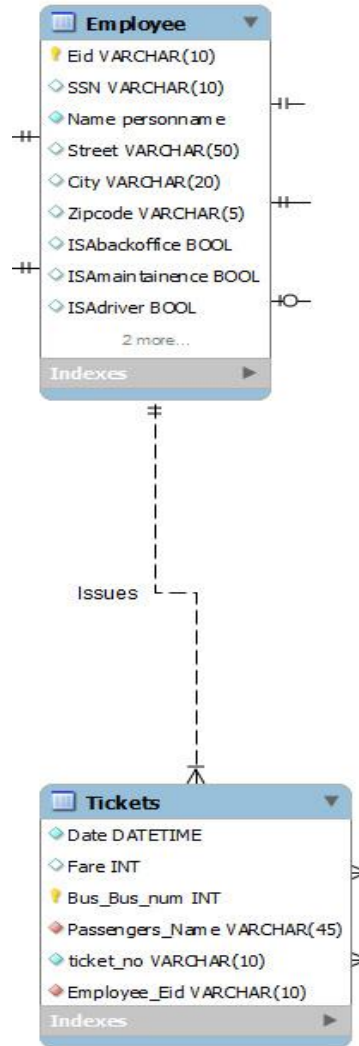 Employee
Eid VARCHAR(10)
SSN VARCHAR(10)
Name personname
Street VARCHAR(50)
City VARCHAR(20)
Zipcode VARCHAR(5)
ISAbackoffice BOOL
ISAmaintainence BOOL
ISAdriver BOOL
2 more...
Indexes
Issues
Tickets
Date DATETIME
Fare INT
Bus_Bus_num INT
Passengers_Name VARCHAR(45)
ticket_no VARCHAR(10)
Employee_Eid VARCHAR(10)
Indexes